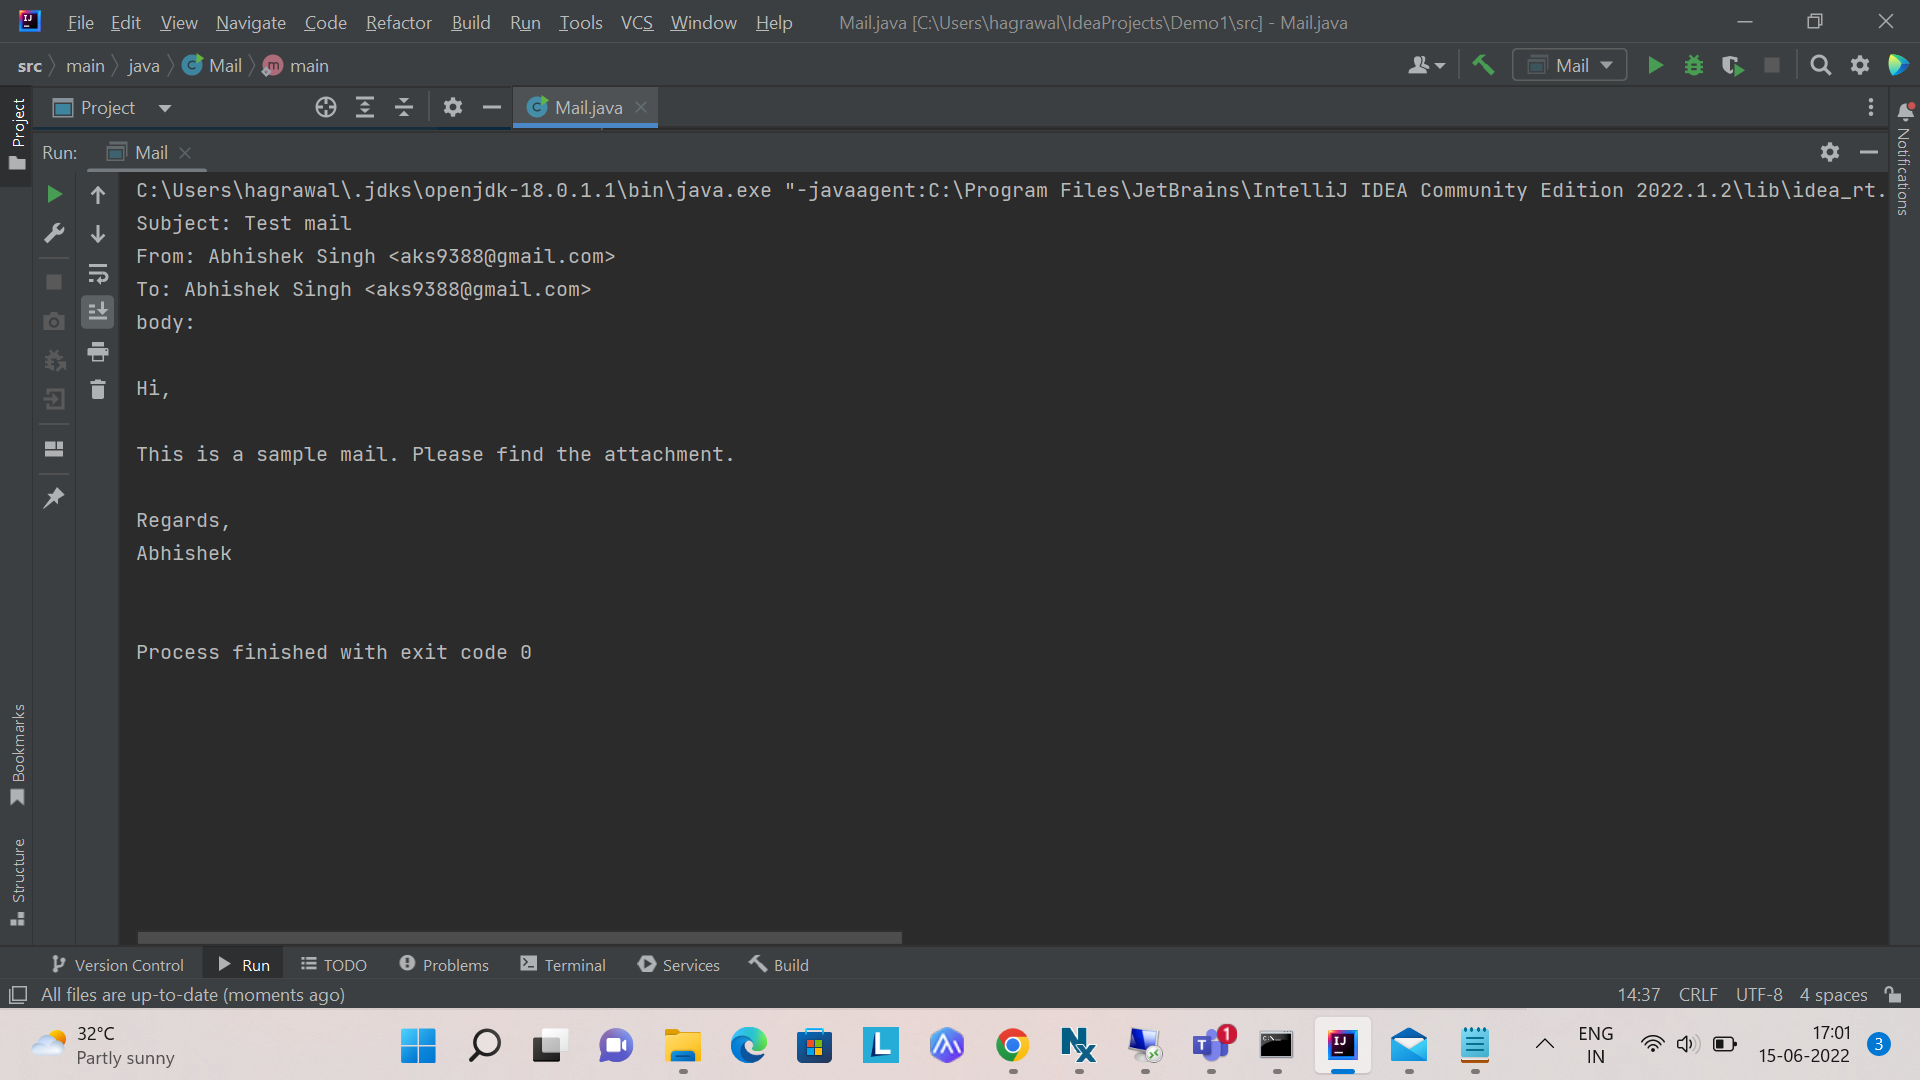 File Edit View Navigate Code Refactor Build Run Tools VCS Window Help Mail.java [C:\Users\hagrawal\IdeaProjects\Demo1\src] - Mail.java
src main java Mail main Mail
Project Mail.java
Run: Mail
C:\Users\hagrawal\.jdks\openjdk-18.0.1.1\bin\java.exe "-javaagent:C:\Program Files\JetBrains\IntelliJ IDEA Community Edition 2022.1.2\lib\idea_rt.
Subject: Test mail
From: Abhishek Singh <aks9388@gmail.com>
To: Abhishek Singh <aks9388@gmail.com>
body:
Hi,
This is a sample mail. Please find the attachment.
Regards,
Abhishek
Process finished with exit code 0
Project
Bookmarks
Structure
Notifications
Version Control Run TODO Problems Terminal Services Build
All files are up-to-date (moments ago) 14:37 CRLF UTF-8 4 spaces
32°C
Partly sunny
1
ENG
IN
17:01
15-06-2022
3